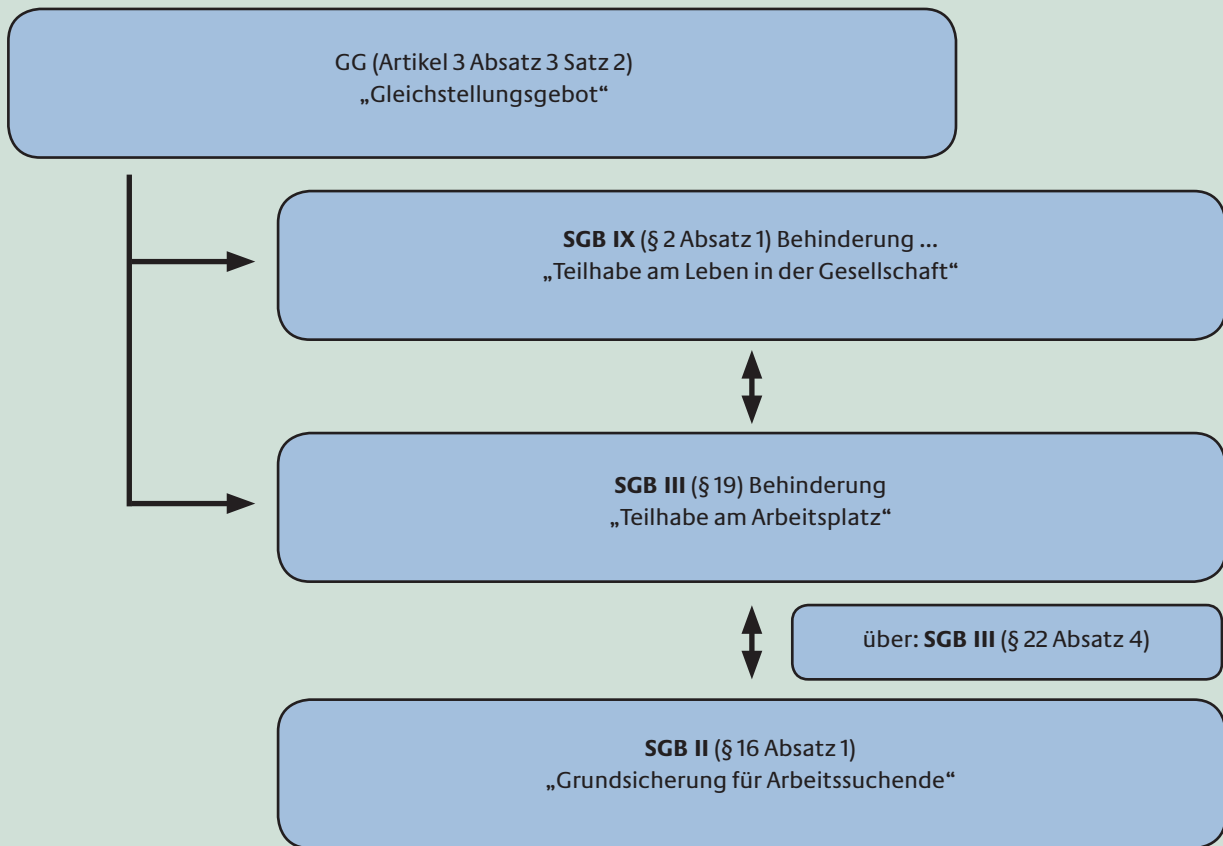 GG (Artikel 3 Absatz 3 Satz 2)
„Gleichstellungsgebot“
SGB IX (§ 2 Absatz 1) Behinderung ...
„Teilhabe am Leben in der Gesellschaft“
SGB III (§ 19) Behinderung
„Teilhabe am Arbeitsplatz“
über: SGB III (§ 22 Absatz 4)
SGB II (§ 16 Absatz 1)
„Grundsicherung für Arbeitssuchende“